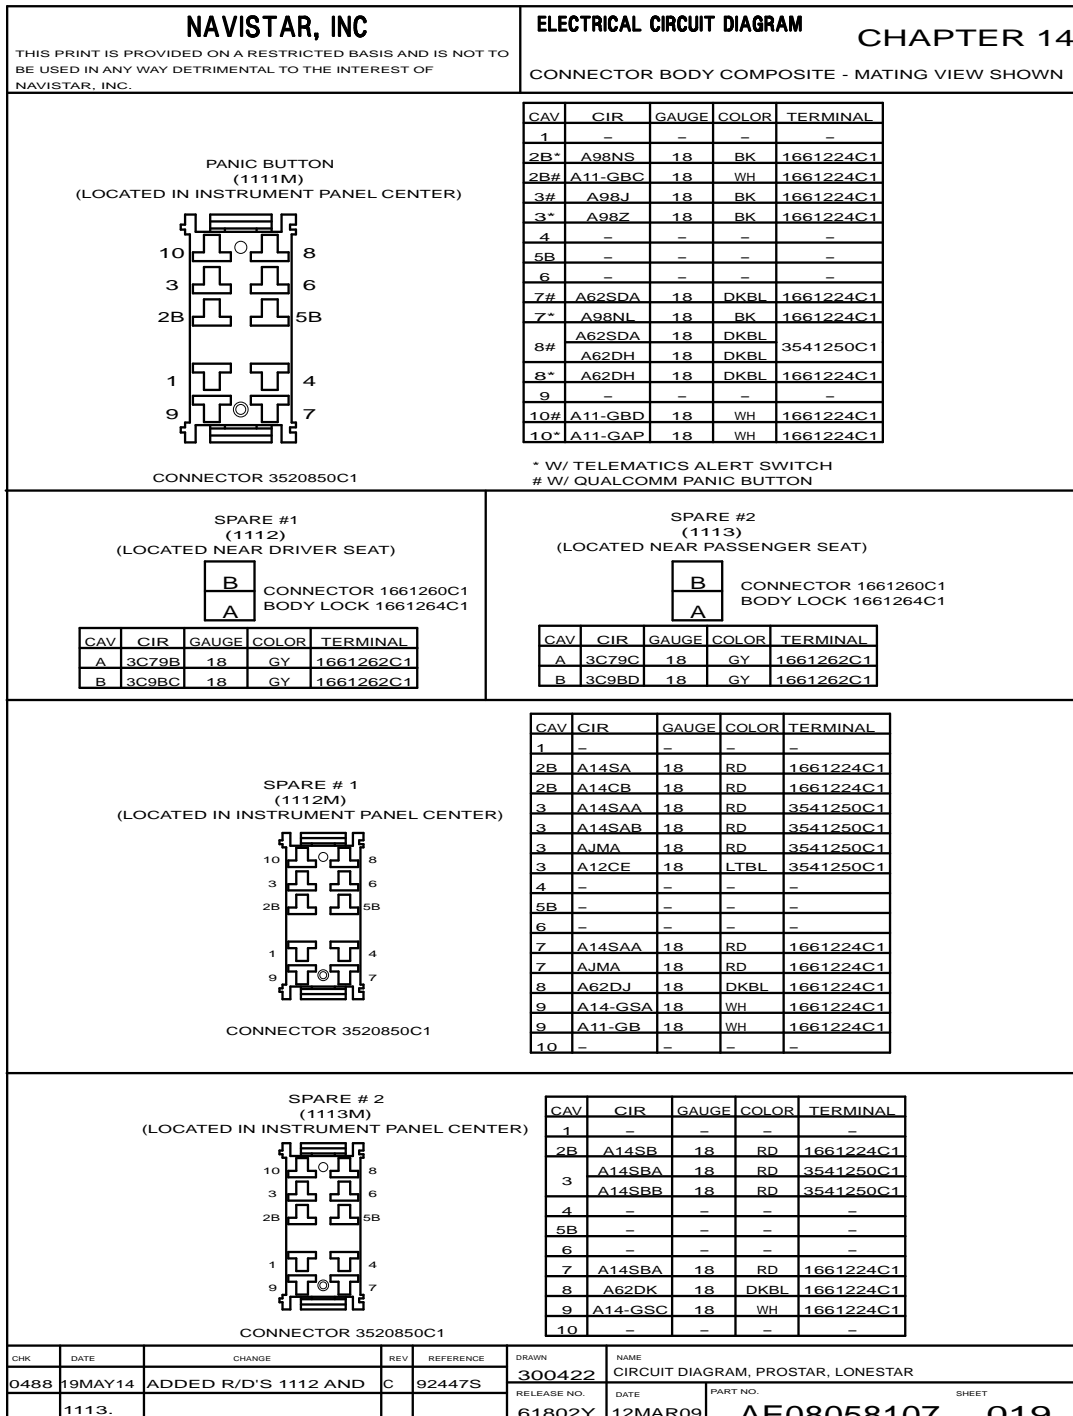 NAVISTAR, INC
THIS PRINT IS PROVIDED ON A RESTRICTED BASIS AND IS NOT TO
BE USED IN ANY WAY DETRIMENTAL TO THE INTEREST OF
NAVISTAR, INC.
ELECTRICAL CIRCUIT DIAGRAM
CHAPTER 14
CONNECTOR BODY COMPOSITE - MATING VIEW SHOWN
PANIC BUTTON
(1111M)
(LOCATED IN INSTRUMENT PANEL CENTER)
10 8
3 6
2B 5B
1 4
9 7
CONNECTOR 3520850C1
CAV CIR GAUGE COLOR TERMINAL
1 – – – –
2B* A98NS 18 BK 1661224C1
2B# A11-GBC 18 WH 1661224C1
3# A98J 18 BK 1661224C1
3* A98Z 18 BK 1661224C1
4 – – – –
5B – – – –
6 – – – –
7# A62SDA 18 DKBL 1661224C1
7* A98NL 18 BK 1661224C1
8# A62SDA 18 DKBL 3541250C1
A62DH 18 DKBL
8* A62DH 18 DKBL 1661224C1
9 – – – –
10# A11-GBD 18 WH 1661224C1
10* A11-GAP 18 WH 1661224C1
* W/ TELEMATICS ALERT SWITCH
# W/ QUALCOMM PANIC BUTTON
SPARE #1
(1112)
(LOCATED NEAR DRIVER SEAT)
B
A
CONNECTOR 1661260C1
BODY LOCK 1661264C1
CAV CIR GAUGE COLOR TERMINAL
A 3C79B 18 GY 1661262C1
B 3C9BC 18 GY 1661262C1
SPARE #2
(1113)
(LOCATED NEAR PASSENGER SEAT)
B
A
CONNECTOR 1661260C1
BODY LOCK 1661264C1
CAV CIR GAUGE COLOR TERMINAL
A 3C79C 18 GY 1661262C1
B 3C9BD 18 GY 1661262C1
SPARE # 1
(1112M)
(LOCATED IN INSTRUMENT PANEL CENTER)
10 8
3 6
2B 5B
1 4
9 7
CONNECTOR 3520850C1
CAV CIR GAUGE COLOR TERMINAL
1 – – – –
2B A14SA 18 RD 1661224C1
2B A14CB 18 RD 1661224C1
3 A14SAA 18 RD 3541250C1
3 A14SAB 18 RD 3541250C1
3 AJMA 18 RD 3541250C1
3 A12CE 18 LTBL 3541250C1
4 – – – –
5B – – – –
6 – – – –
7 A14SAA 18 RD 1661224C1
7 AJMA 18 RD 1661224C1
8 A62DJ 18 DKBL 1661224C1
9 A14-GSA 18 WH 1661224C1
9 A11-GB 18 WH 1661224C1
10 – – – –
SPARE # 2
(1113M)
(LOCATED IN INSTRUMENT PANEL CENTER)
10 8
3 6
2B 5B
1 4
9 7
CONNECTOR 3520850C1
CAV CIR GAUGE COLOR TERMINAL
1 – – – –
2B A14SB 18 RD 1661224C1
3 A14SBA 18 RD 3541250C1
A14SBB 18 RD 3541250C1
4 – – – –
5B – – – –
6 – – – –
7 A14SBA 18 RD 1661224C1
8 A62DK 18 DKBL 1661224C1
9 A14-GSC 18 WH 1661224C1
10 – – – –
CHK DATE CHANGE REV REFERENCE
0488 19MAY14 ADDED R/D'S 1112 AND C 92447S
1113.
DRAWN
300422
NAME
CIRCUIT DIAGRAM, PROSTAR, LONESTAR
RELEASE NO.
61802Y
DATE
12MAR09
PART NO.
AE08058107
SHEET
019